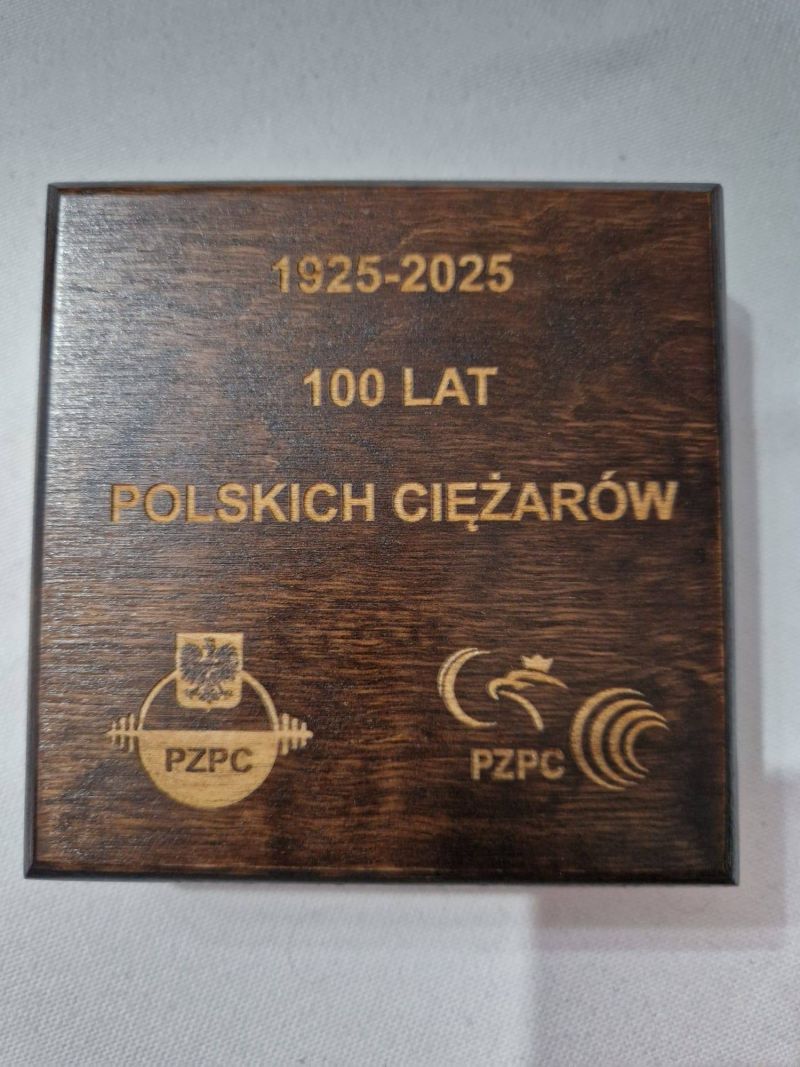 1925-2025
100 LAT
POLSKICH CIĘŻARÓW
PZPC
PZPC